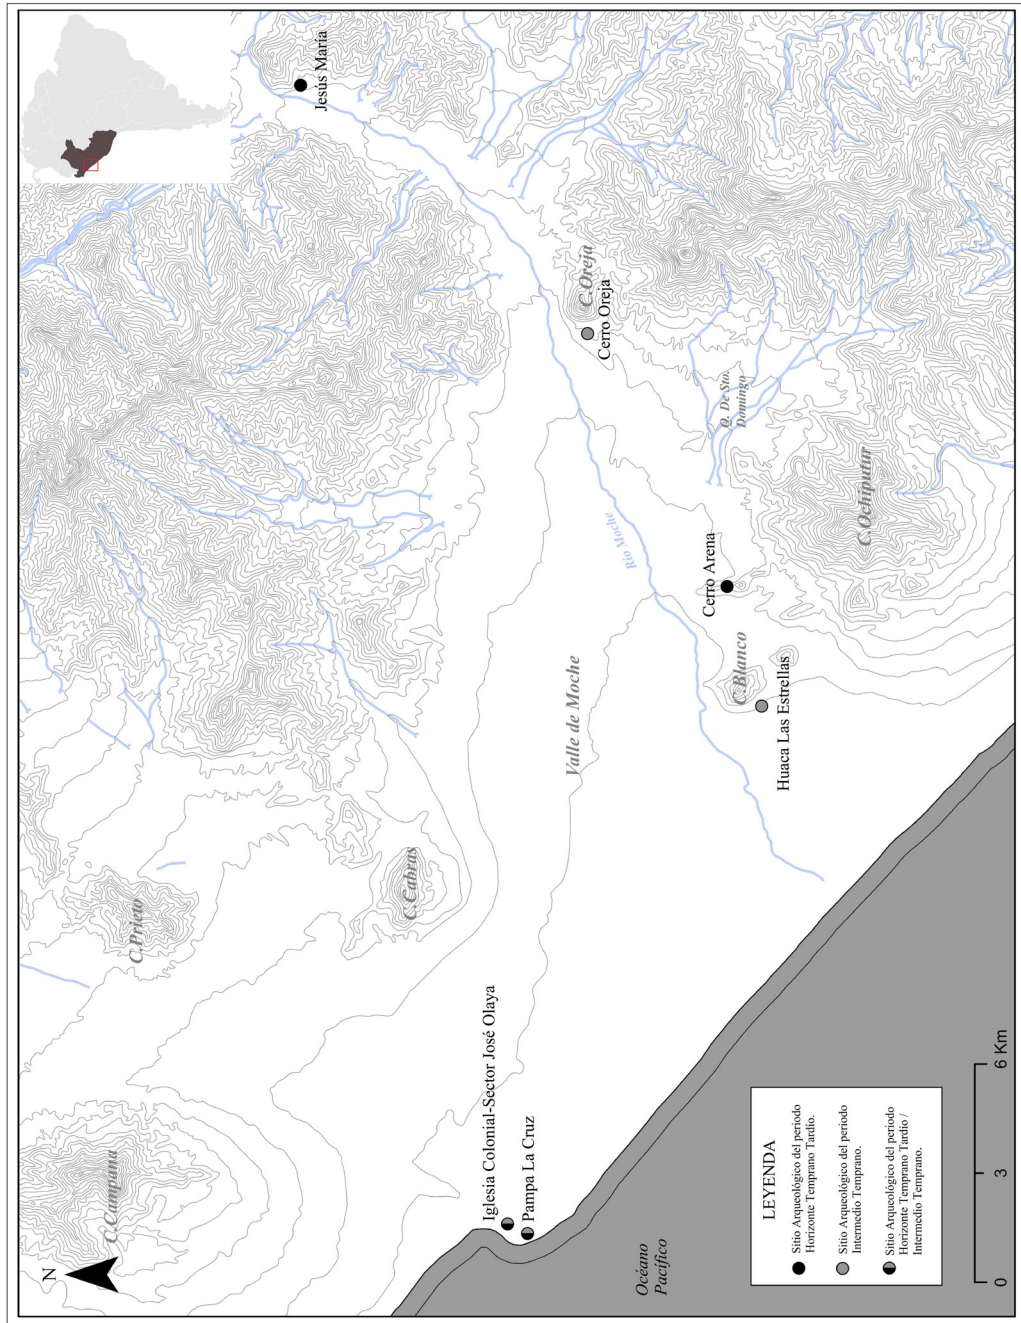 N
C.Campana
C.Prieto
C.Cabras
Jesús María
Iglesia Colonial-Sector José Olaya
Pampa La Cruz
Valle de Moche
Río Moche
C.Oreja
Cerro Oreja
Q. De Sto.
Domingo
Cerro Arena
C.Ochiputur
C.Blanco
Huaca Las Estrellas
Océano
Pacífico
LEYENDA
Sitio Arqueológico del periodo
Horizonte Temprano Tardío.
Sitio Arqueológico del periodo
Intermedio Temprano.
Sitio Arqueológico del periodo
Horizonte Temprano Tardío /
Intermedio Temprano.
0 3 6 Km